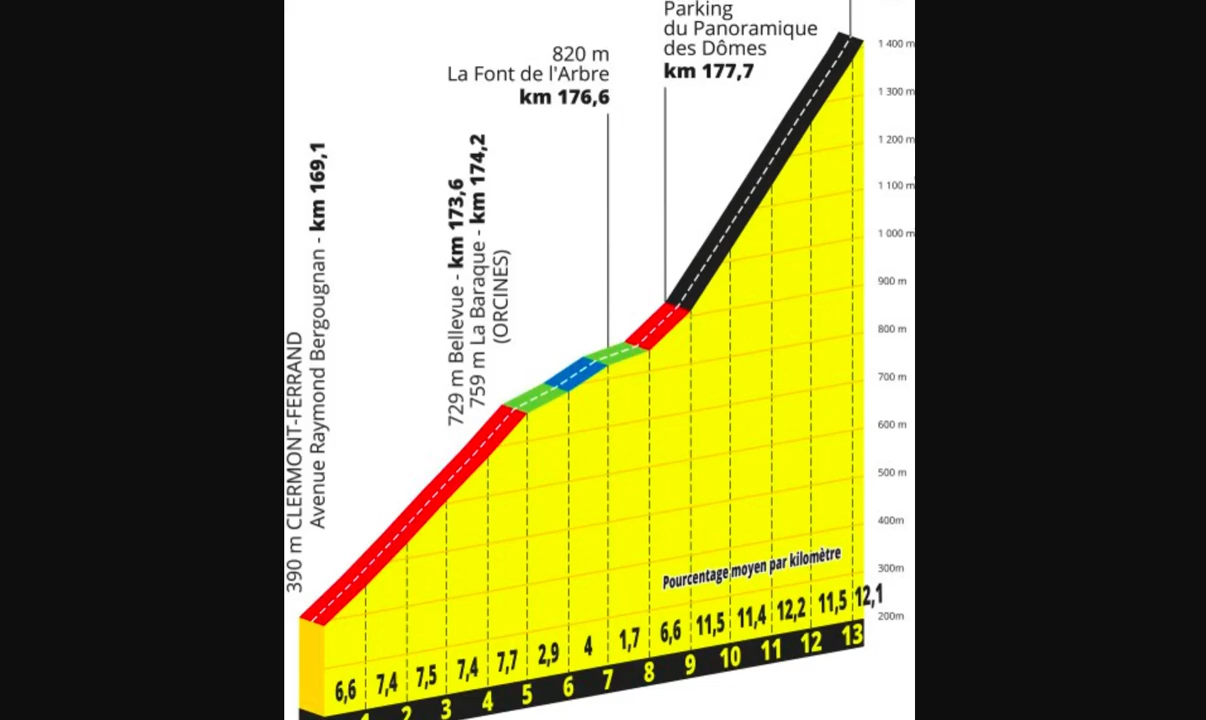 Parking
du Panoramique
des Dômes
km 177,7
820 m
La Font de l'Arbre
km 176,6
390 m CLERMONT-FERRAND
Avenue Raymond Bergougnan - km 169,1
729 m Bellevue - km 173,6
759 m La Baraque - km 174,2
(ORCINES)
1 400 m
1 300 m
1 200 m
1 100 m
1 000 m
900 m
800 m
700 m
600 m
500 m
400m
300m
200m
Pourcentage moyen par kilomètre
6,6 7,4 7,5 7,4 7,7 2,9 4 1,7 6,6 11,5 11,4 12,2 11,5 12,1
1 2 3 4 5 6 7 8 9 10 11 12 13